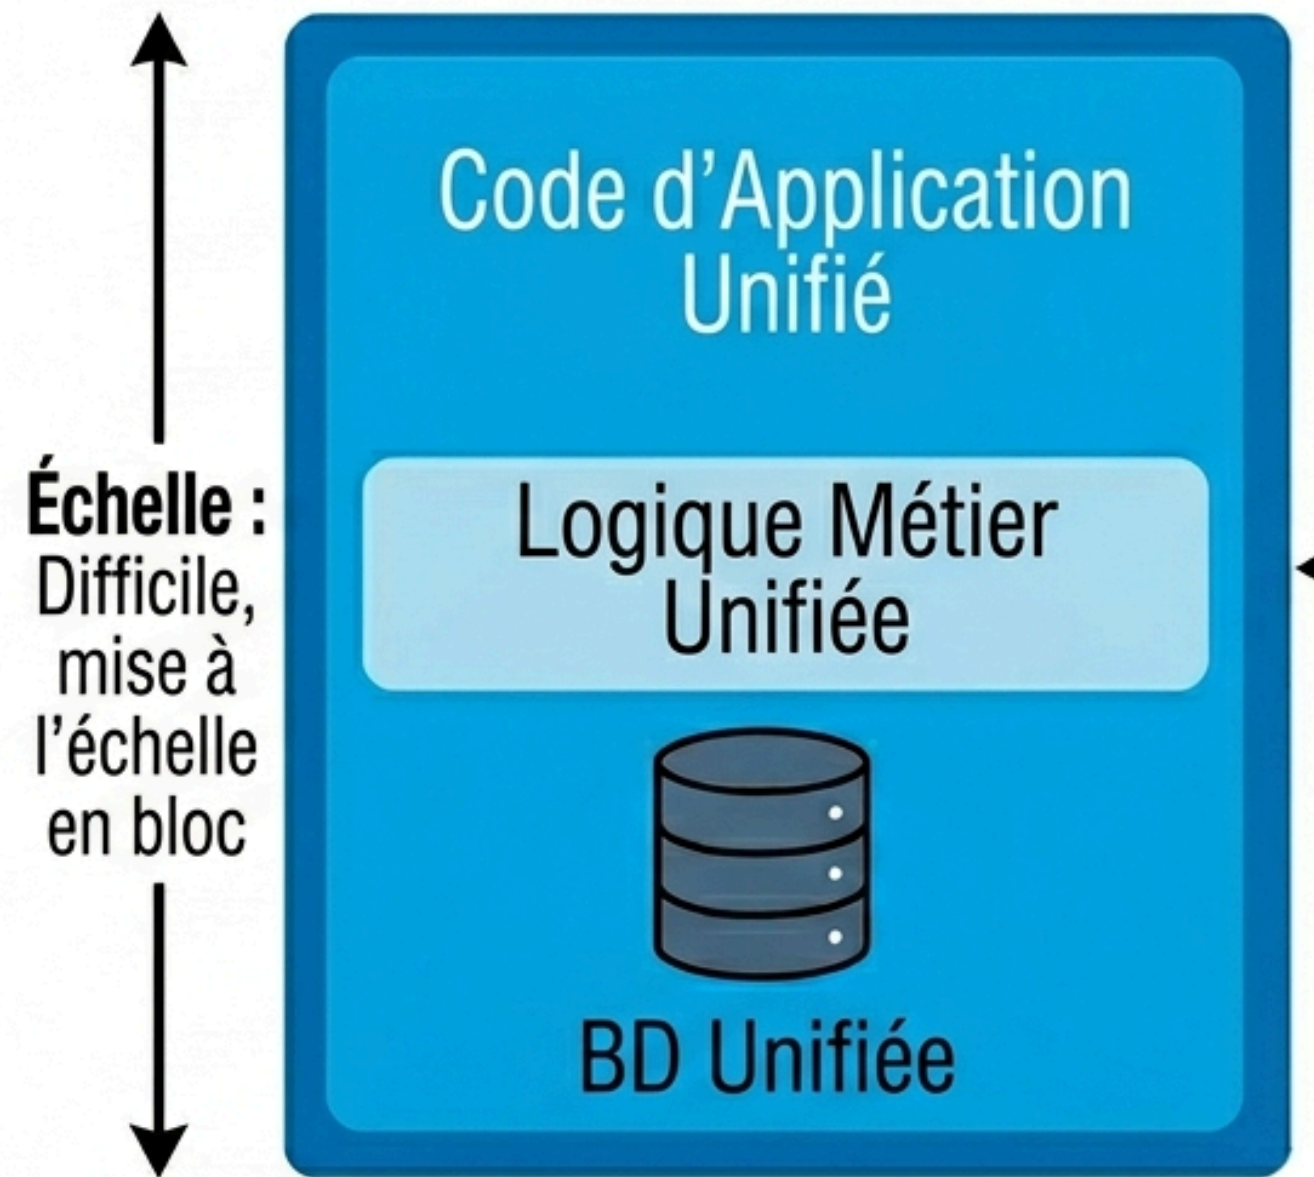 Code d’Application
Unifié
Échelle :
Difficile,
mise à
l’échelle
en bloc
Logique Métier
Unifiée
BD Unifiée